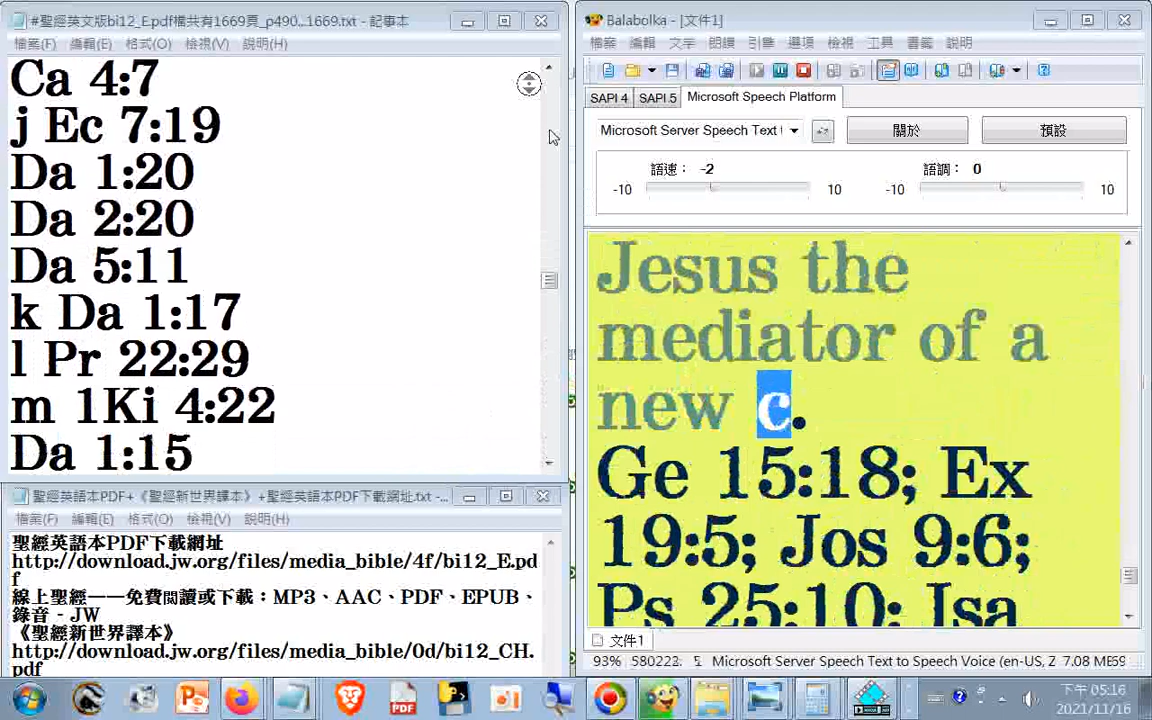 #聖經英文版bi12_E.pdf檔共有1669頁_p490...1669.txt - 記事本
檔案(F) 編輯(E) 格式(O) 檢視(V) 說明(H)
Ca 4:7
j Ec 7:19
Da 1:20
Da 2:20
Da 5:11
k Da 1:17
l Pr 22:29
m 1Ki 4:22
Da 1:15
聖經英語本PDF+《聖經新世界譯本》+聖經英語本PDF下載網址.txt -...
檔案(F) 編輯(E) 格式(O) 檢視(V) 說明(H)
聖經英語本PDF下載網址
http://download.jw.org/files/media_bible/4f/bi12_E.pd
f
線上聖經——免費閱讀或下載：MP3、AAC、PDF、EPUB、
錄音 - JW
《聖經新世界譯本》
http://download.jw.org/files/media_bible/0d/bi12_CH.
pdf
Balabolka - [文件1]
檔案 編輯 文字 朗讀 引擎 選項 檢視 工具 書籤 說明
SAPI 4 SAPI 5 Microsoft Speech Platform
Microsoft Server Speech Text 關於 預設
語速： -2 語調： 0
-10 10 -10 10
Jesus the
mediator of a
new c.
Ge 15:18; Ex
19:5; Jos 9:6;
Ps 25:10; Isa
文件1
93% 580222. Microsoft Server Speech Text to Speech Voice (en-US, Z 7.08 ME59
下午 05:16
2021/11/16